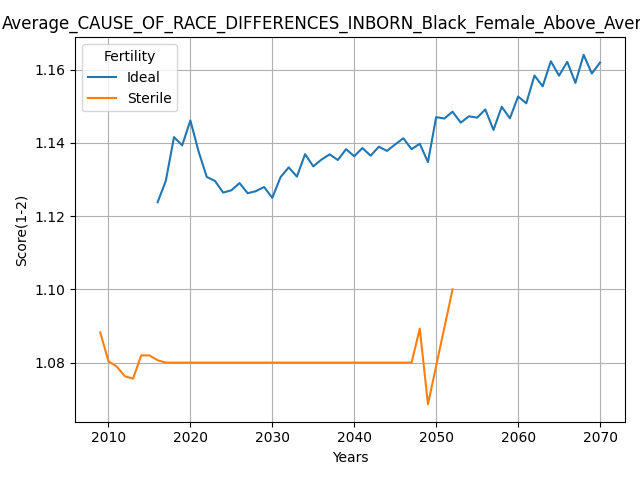 Average_CAUSE_OF_RACE_DIFFERENCES_INBORN_Black_Female_Above_Aver
Fertility
Ideal
Sterile
Score(1-2)
1.16
1.14
1.12
1.10
1.08
2010 2020 2030 2040 2050 2060 2070
Years